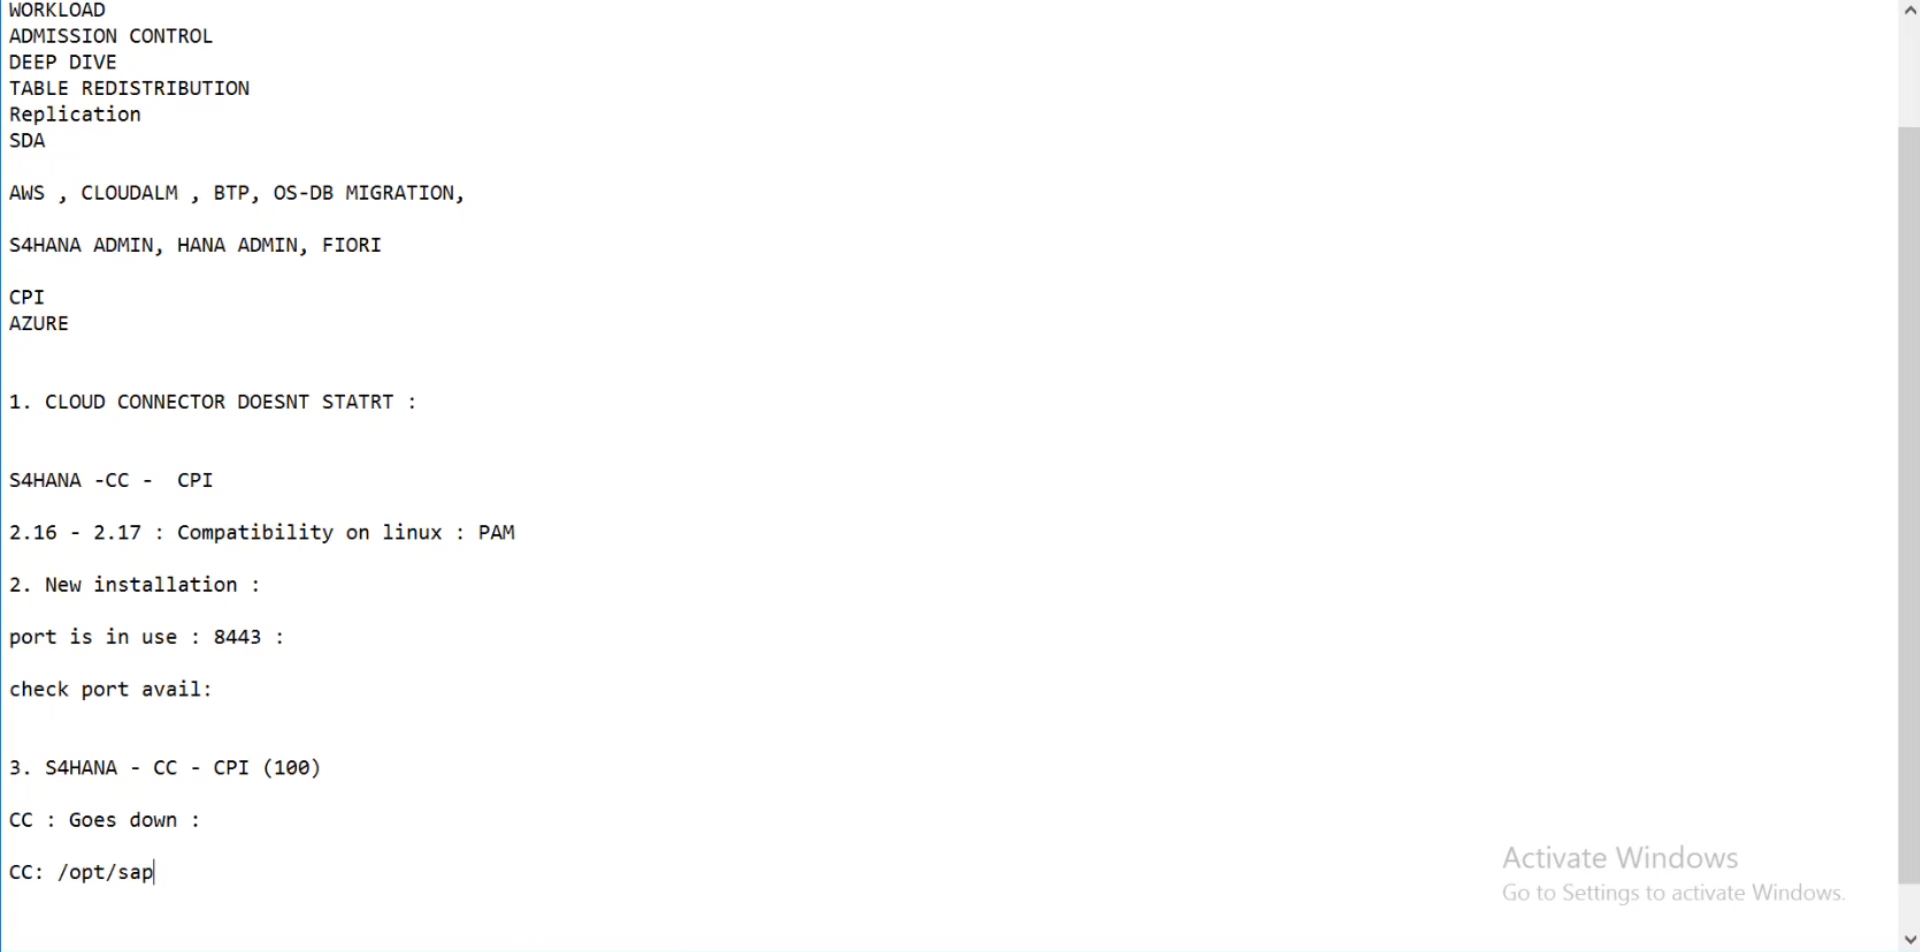 WORKLOAD
ADMISSION CONTROL
DEEP DIVE
TABLE REDISTRIBUTION
Replication
SDA
AWS , CLOUDALM , BTP, OS-DB MIGRATION,
S4HANA ADMIN, HANA ADMIN, FIORI
CPI
AZURE
1. CLOUD CONNECTOR DOESNT STATRT :
S4HANA -CC -  CPI
2.16 - 2.17 : Compatibility on linux : PAM
2. New installation :
port is in use : 8443 :
check port avail:
3. S4HANA - CC - CPI (100)
CC : Goes down :
CC: /opt/sap
Activate Windows
Go to Settings to activate Windows.